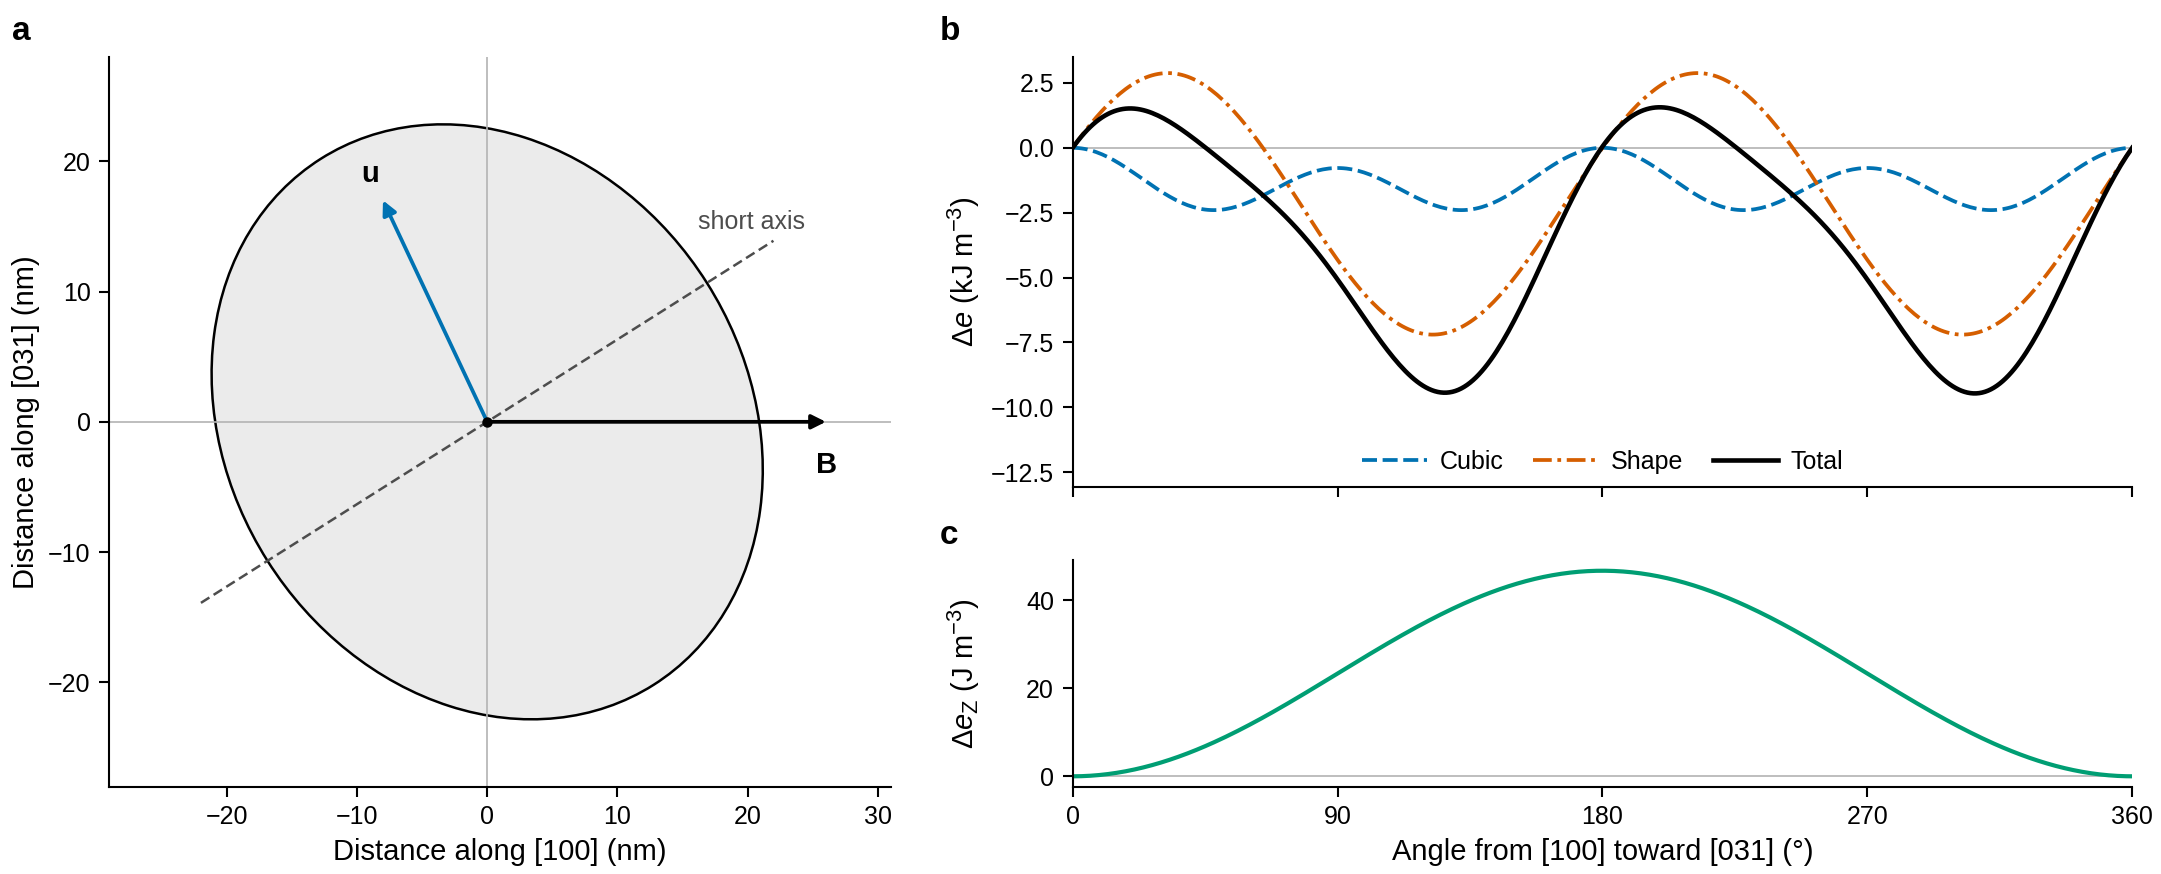 a
20
10
0
−10
−20
Distance along [031] (nm)
u
short axis
B
−20
−10
0
10
20
30
Distance along [100] (nm)
b
2.5
0.0
−2.5
−5.0
−7.5
−10.0
−12.5
Δe (kJ m⁻³)
Cubic
Shape
Total
c
40
20
0
Δe_Z (J m⁻³)
0
90
180
270
360
Angle from [100] toward [031] (°)